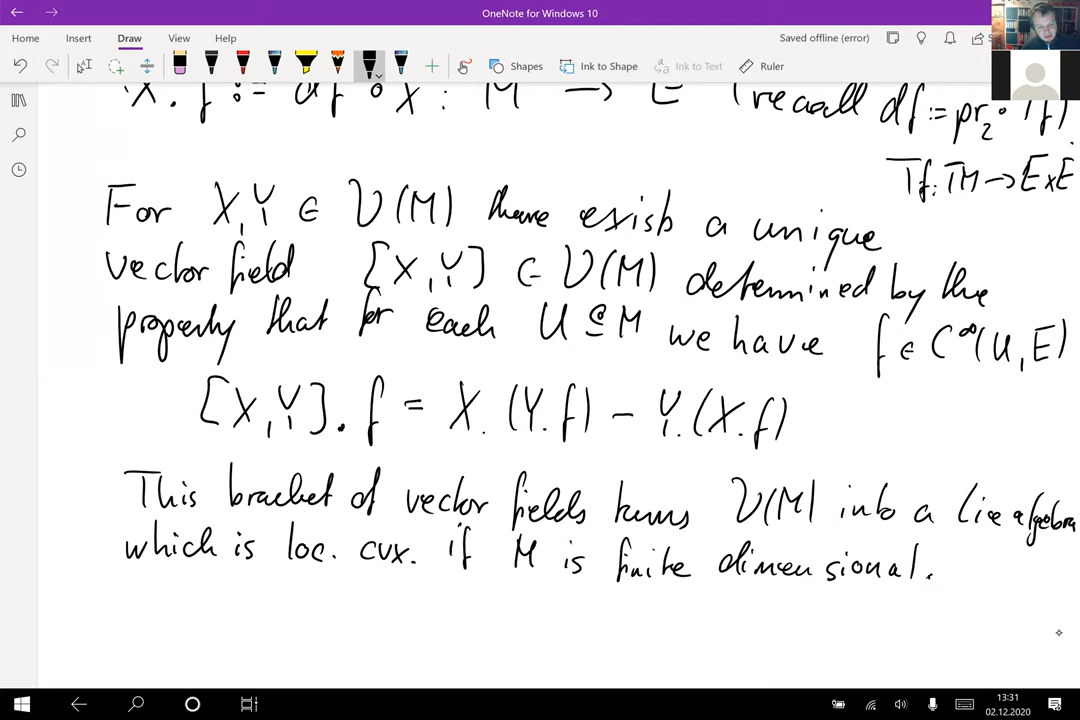 OneNote for Windows 10
Home Insert Draw View Help
Saved offline (error)
Shapes Ink to Shape Ink to Text Ruler
X.f := df ∘ X : M → E (recall df := pr₂ ∘ Tf)
Tf: TM → E×E
For X,Y ∈ V(M) there exists a unique
vector field [X,Y] ∈ V(M) determined by the
property that for each U ⊆ M we have f ∈ C^∞(U,E)
[X,Y].f = X.(Y.f) - Y.(X.f)
This bracket of vector fields turns V(M) into a Lie algebra
which is loc. cvx. if M is finite dimensional.
13:31
02.12.2020